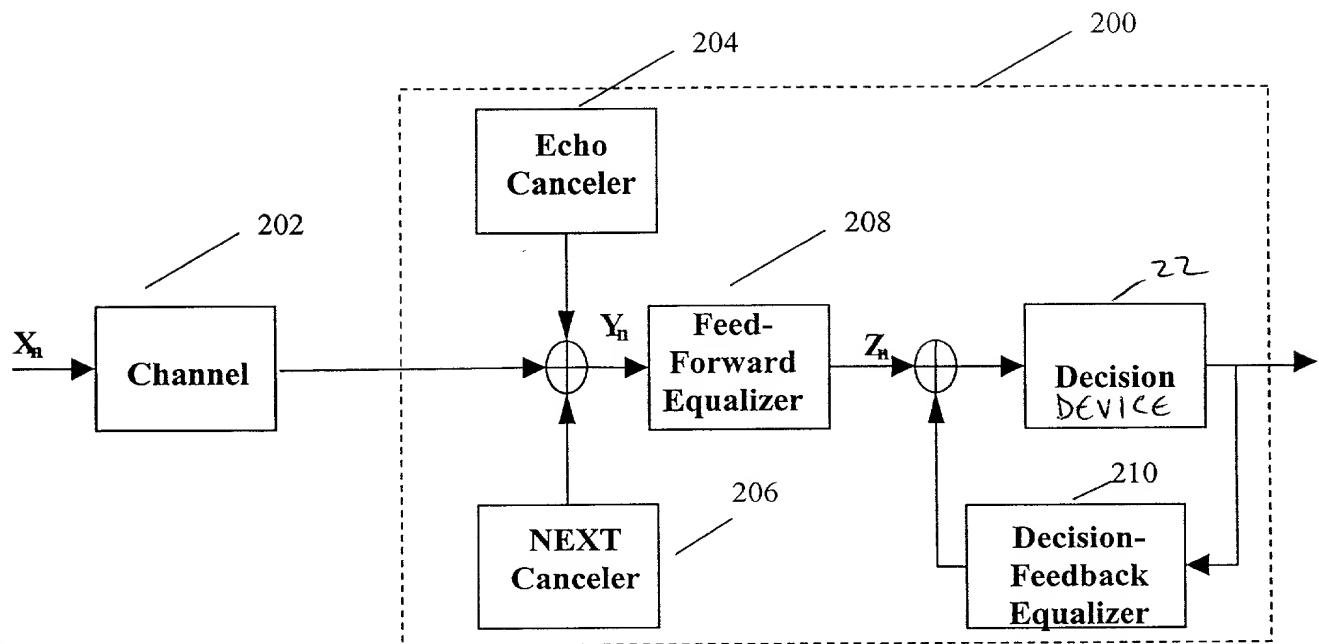 204
200
Echo
Canceler
202
208
22
Xn
Channel
Yn
Feed-
Forward
Equalizer
Zn
Decision
DEVICE
206
NEXT
Canceler
210
Decision-
Feedback
Equalizer